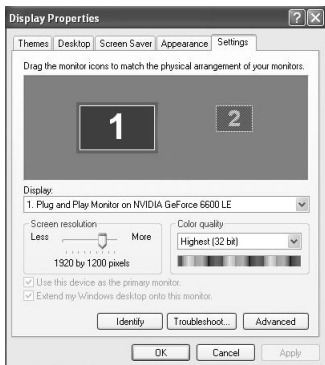 Display Properties
Themes Desktop Screen Saver Appearance Settings
Drag the monitor icons to match the physical arrangement of your monitors.
1 2
Display:
1. Plug and Play Monitor on NVIDIA GeForce 6600 LE
Screen resolution
Less More
1920 by 1200 pixels
Color quality
Highest (32 bit)
Use this device as the primary monitor.
Extend my Windows desktop onto this monitor.
Identify Troubleshoot... Advanced
OK Cancel Apply